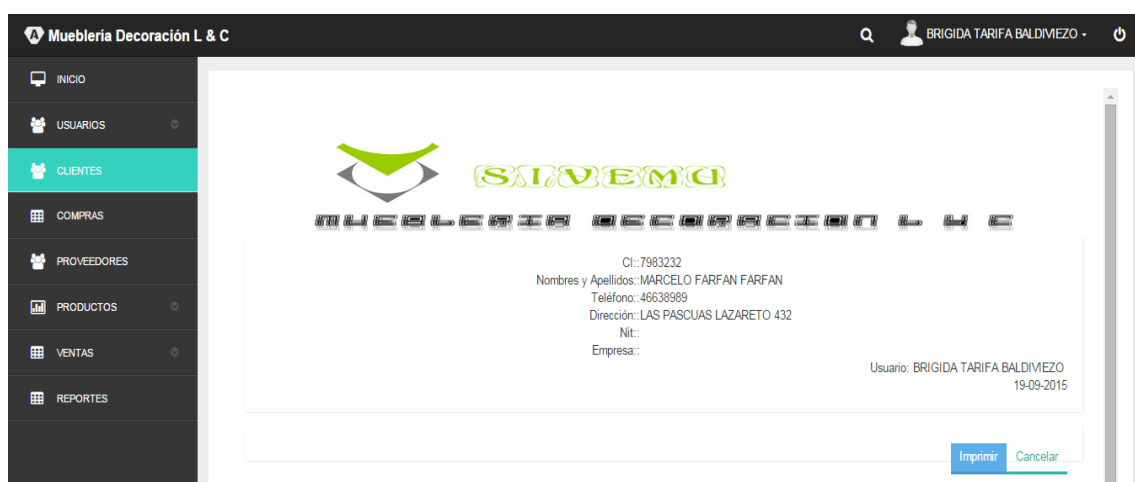 A Mueblería Decoración L & C
BRIGIDA TARIFA BALDIVIEZO
INICIO
USUARIOS
CLIENTES
COMPRAS
PROVEEDORES
PRODUCTOS
VENTAS
REPORTES
SIVEMU
MUEBLERIA DECORACION L Y C
CI::7983232
Nombres y Apellidos::MARCELO FARFAN FARFAN
Teléfono::46638989
Dirección::LAS PASCUAS LAZARETO 432
Nit::
Empresa::
Usuario: BRIGIDA TARIFA BALDIVIEZO
19-09-2015
Imprimir Cancelar